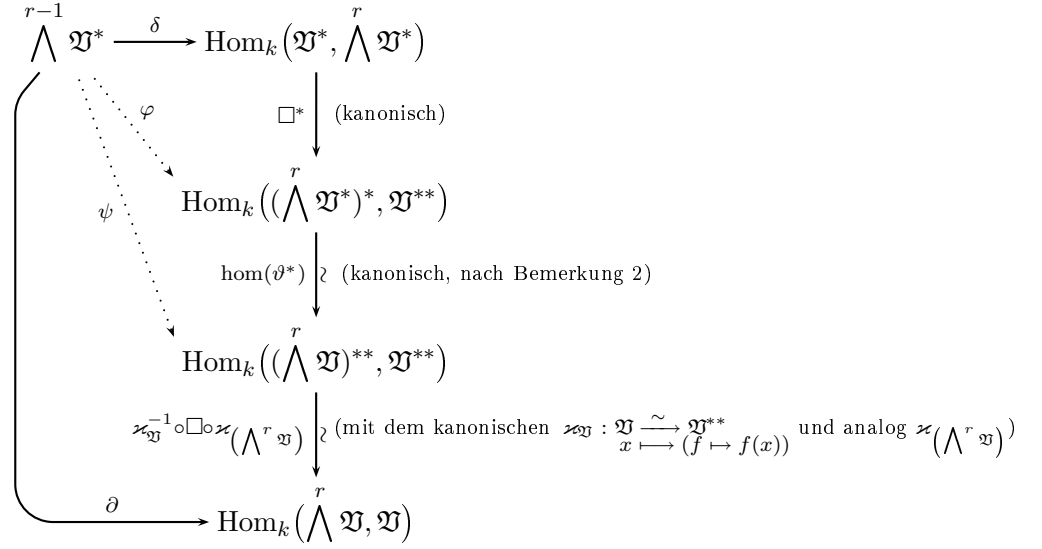 ⋀^{r−1} 𝔙* —δ→ Hom_k(𝔙*, ⋀^r 𝔙*)
□* (kanonisch)
φ
Hom_k((⋀^r 𝔙*)*, 𝔙**)
ψ
hom(ϑ*) ≀ (kanonisch, nach Bemerkung 2)
Hom_k((⋀^r 𝔙)**, 𝔙**)
ϰ_𝔙^{−1}∘□∘ϰ_{(⋀^r 𝔙)} ≀ (mit dem kanonischen ϰ_𝔙 : 𝔙 —∼→ 𝔙** und analog ϰ_{(⋀^r 𝔙)})
x ⟼ (f ↦ f(x))
∂
Hom_k(⋀^r 𝔙, 𝔙)